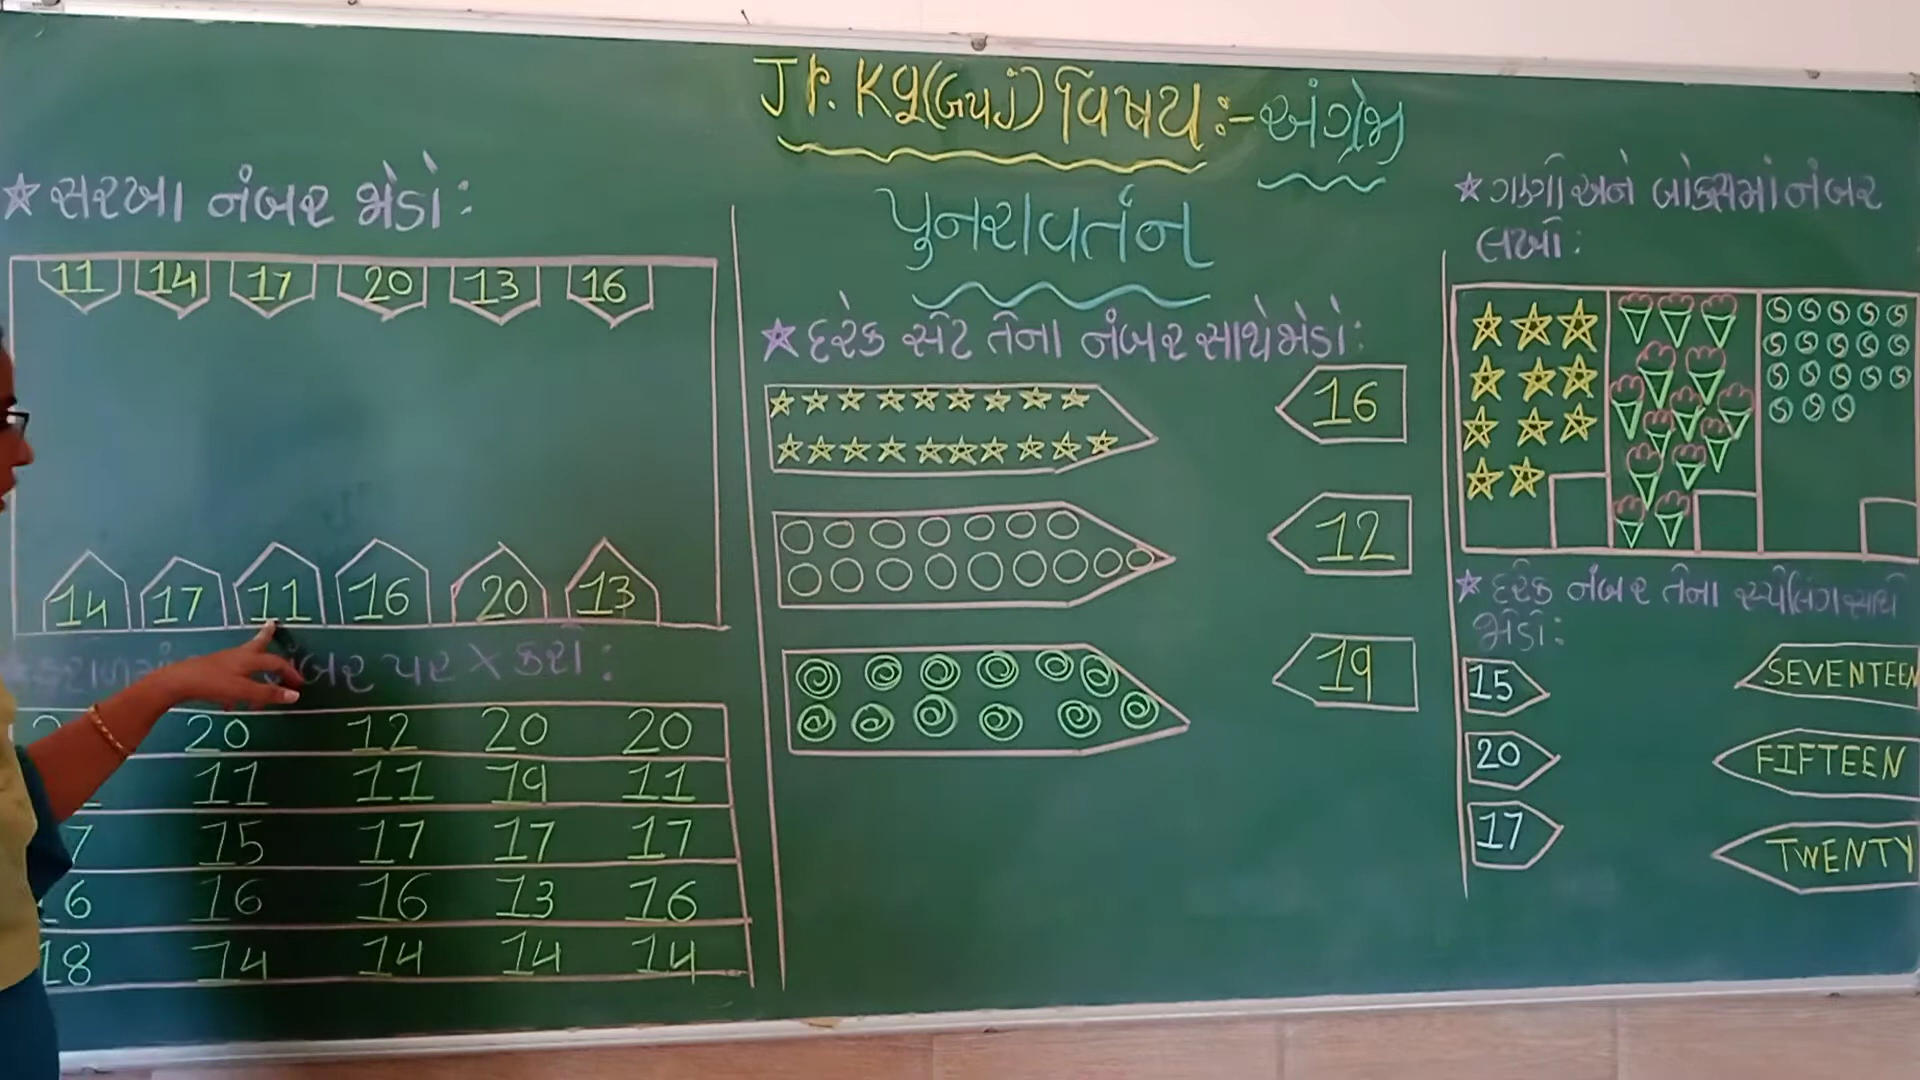 Jr. Kg(Guj) વિષય :- અંગ્રેજી
પુનરાવર્તન
★ સરખા નંબર જોડો :
11 14 17 20 13 16
14 17 11 16 20 13
નંબર પર X કરો :
20 12 20 20
11 11 19 11
7 15 17 17 17
16 16 16 13 16
18 14 14 14 14
★ દરેક સેટ તેના નંબર સાથે જોડો :
16
12
19
★ ગણો અને બોક્સમાં નંબર
લખો :
★ દરેક નંબર તેના સ્પેલિંગ સાથે
જોડો :
15 SEVENTEEN
20 FIFTEEN
17 TWENTY